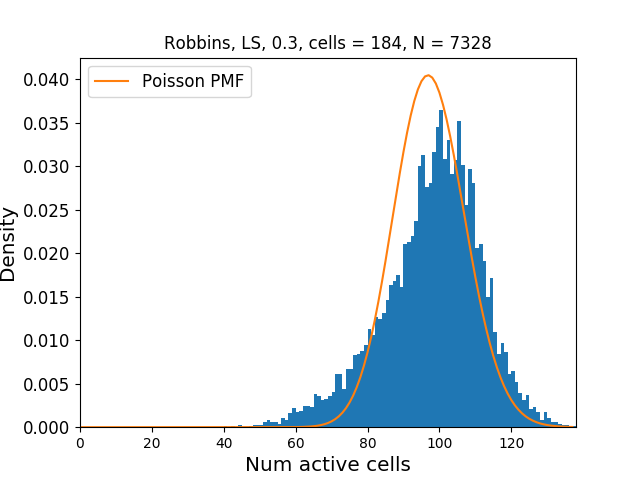 Robbins, LS, 0.3, cells = 184, N = 7328
Poisson PMF
0.040
0.035
0.030
0.025
0.020
0.015
0.010
0.005
0.000
Density
0 20 40 60 80 100 120
Num active cells